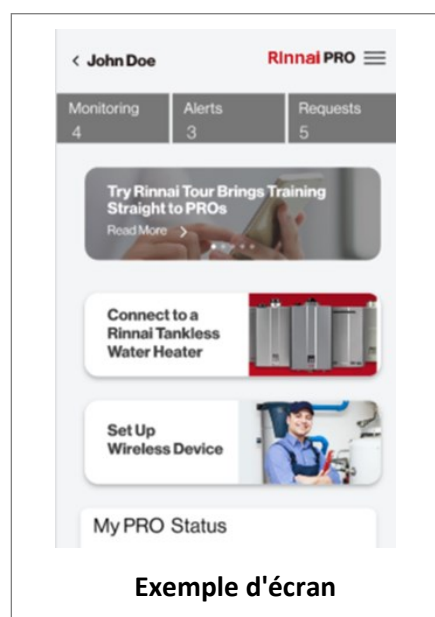 < John Doe
Rinnai PRO
Monitoring
4
Alerts
3
Requests
5
Try Rinnai Tour Brings Training
Straight to PROs
Read More >
Connect to a
Rinnai Tankless
Water Heater
Set Up
Wireless Device
My PRO Status
Exemple d'écran